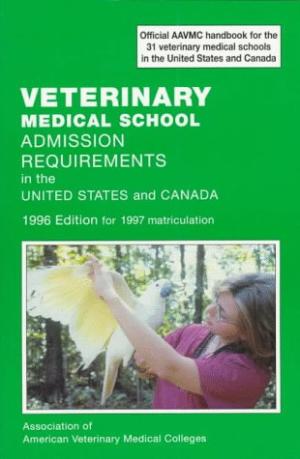 Official AAVMC handbook for the
31 veterinary medical schools
in the United States and Canada
VETERINARY
MEDICAL SCHOOL
ADMISSION
REQUIREMENTS
in the
UNITED STATES and CANADA
1996 Edition for 1997 matriculation
Association of
American Veterinary Medical Colleges